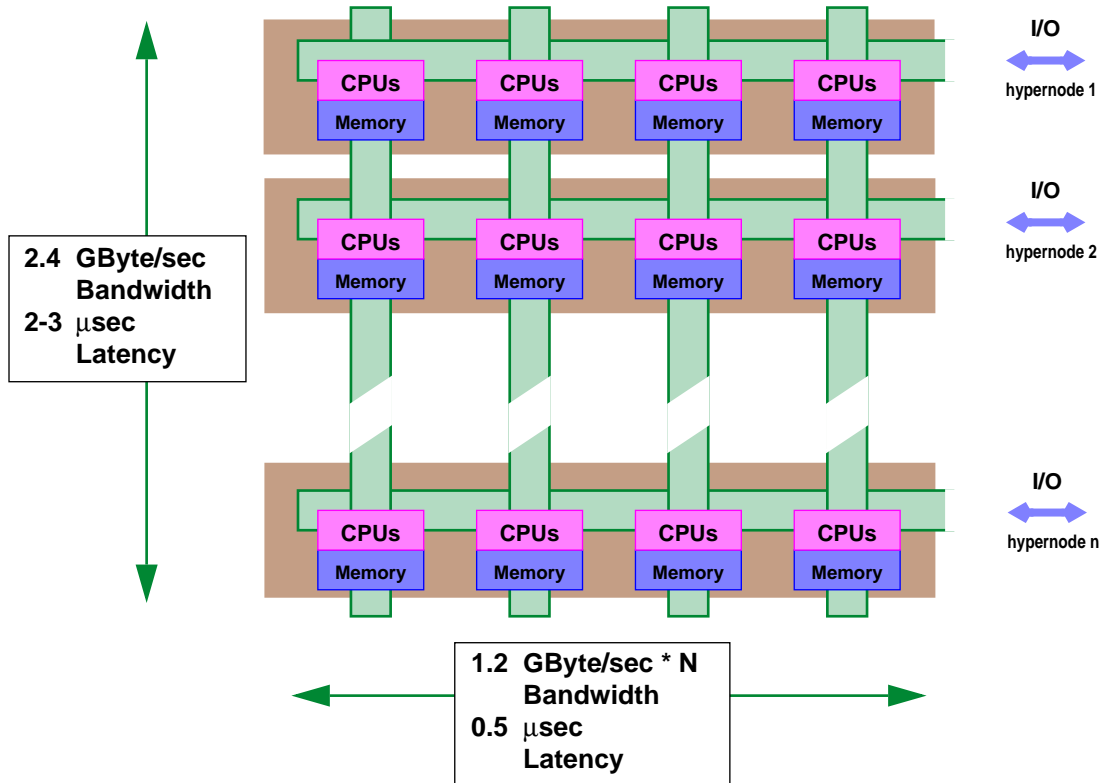 I/O
CPUs CPUs CPUs CPUs
hypernode 1
Memory Memory Memory Memory
I/O
CPUs CPUs CPUs CPUs
hypernode 2
2.4 GByte/sec
Bandwidth
2-3 μsec
Latency
Memory Memory Memory Memory
I/O
CPUs CPUs CPUs CPUs
hypernode n
Memory Memory Memory Memory
1.2 GByte/sec * N
Bandwidth
0.5 μsec
Latency